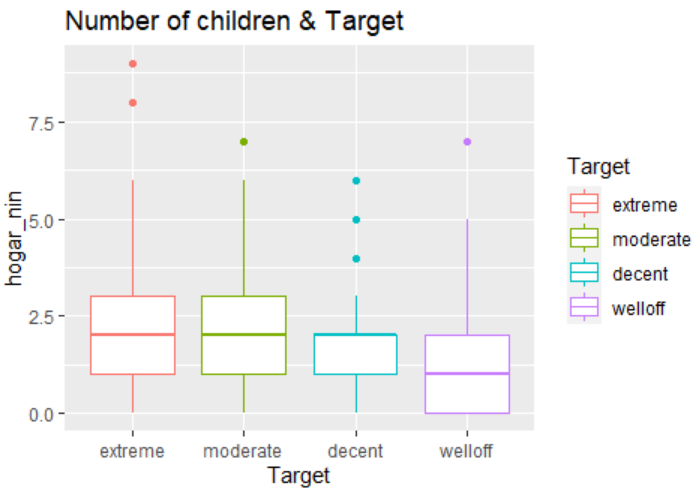 Number of children & Target
hogar_nin
7.5
5.0
2.5
0.0
extreme
moderate
decent
welloff
Target
Target
extreme
moderate
decent
welloff